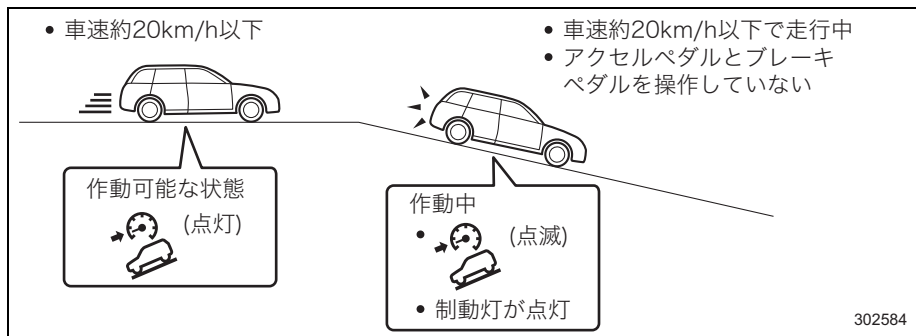 • 車速約20km/h以下
• 車速約20km/h以下で走行中
• アクセルペダルとブレーキ
ペダルを操作していない
作動可能な状態
(点灯)
作動中
• (点滅)
• 制動灯が点灯
302584